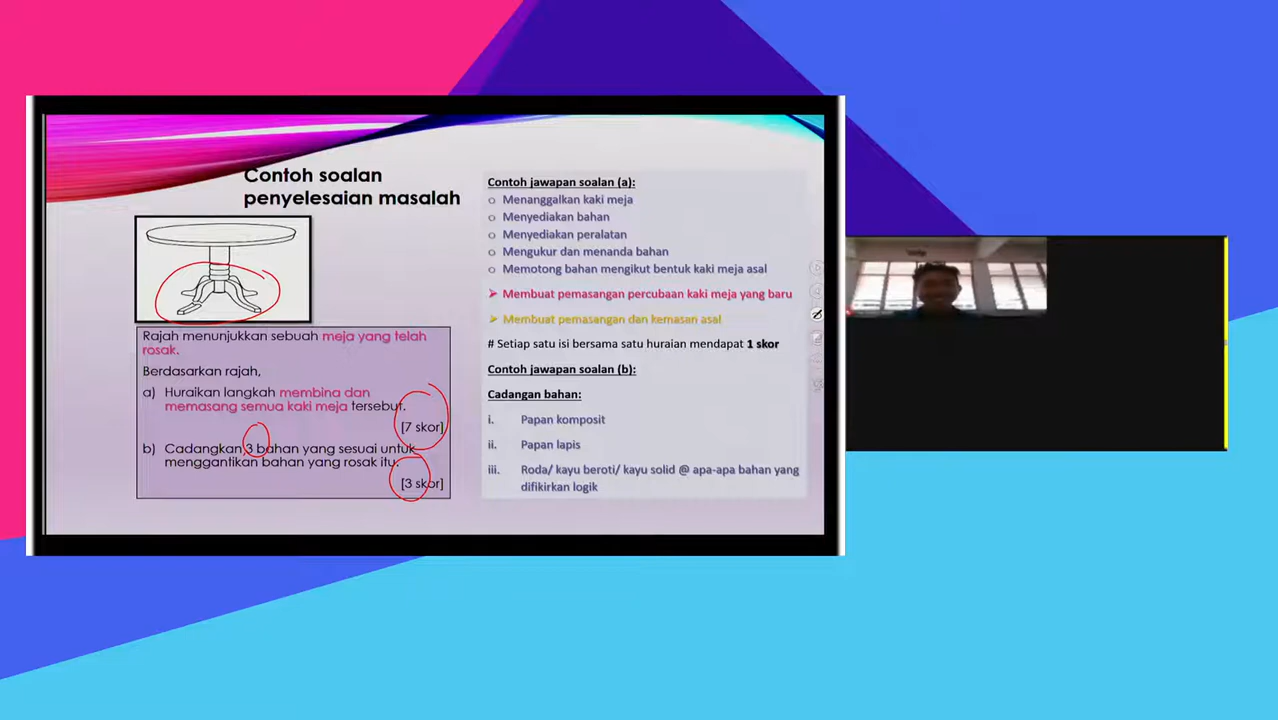 Contoh soalan
penyelesaian masalah
Rajah menunjukkan sebuah meja yang telah
rosak.
Berdasarkan rajah,
a) Huraikan langkah membina dan
memasang semua kaki meja tersebut.
[7 skor]
b) Cadangkan 3 bahan yang sesuai untuk
menggantikan bahan yang rosak itu.
[3 skor]
Contoh jawapan soalan (a):
o Menanggalkan kaki meja
o Menyediakan bahan
o Menyediakan peralatan
o Mengukur dan menanda bahan
o Memotong bahan mengikut bentuk kaki meja asal
➢ Membuat pemasangan percubaan kaki meja yang baru
➢ Membuat pemasangan dan kemasan asal
# Setiap satu isi bersama satu huraian mendapat 1 skor
Contoh jawapan soalan (b):
Cadangan bahan:
i. Papan komposit
ii. Papan lapis
iii. Roda/ kayu beroti/ kayu solid @ apa-apa bahan yang
difikirkan logik